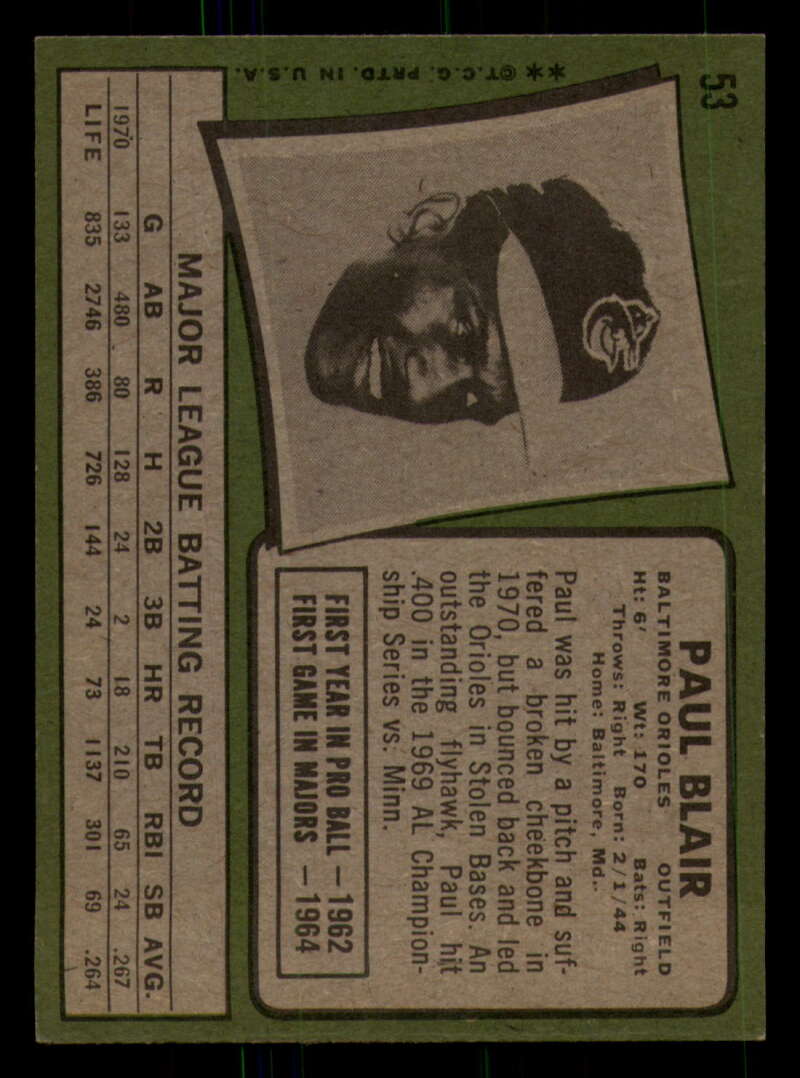 53
**©T.C.G. PRTD. IN U.S.A.
PAUL BLAIR
BALTIMORE ORIOLES OUTFIELD
Ht: 6' Wt: 170 Bats: Right
Throws: Right Born: 2/1/44
Home: Baltimore, Md.
Paul was hit by a pitch and suf-
fered a broken cheekbone in
1970, but bounced back and led
the Orioles in Stolen Bases. An
outstanding flyhawk, Paul hit
.400 in the 1969 AL Champion-
ship Series vs. Minn.
FIRST YEAR IN PRO BALL — 1962
FIRST GAME IN MAJORS — 1964
MAJOR LEAGUE BATTING RECORD
G AB R H 2B 3B HR TB RBI SB AVG.
1970 133 480 80 128 24 2 18 210 65 24 .267
LIFE 835 2746 386 726 144 24 73 1137 301 69 .264